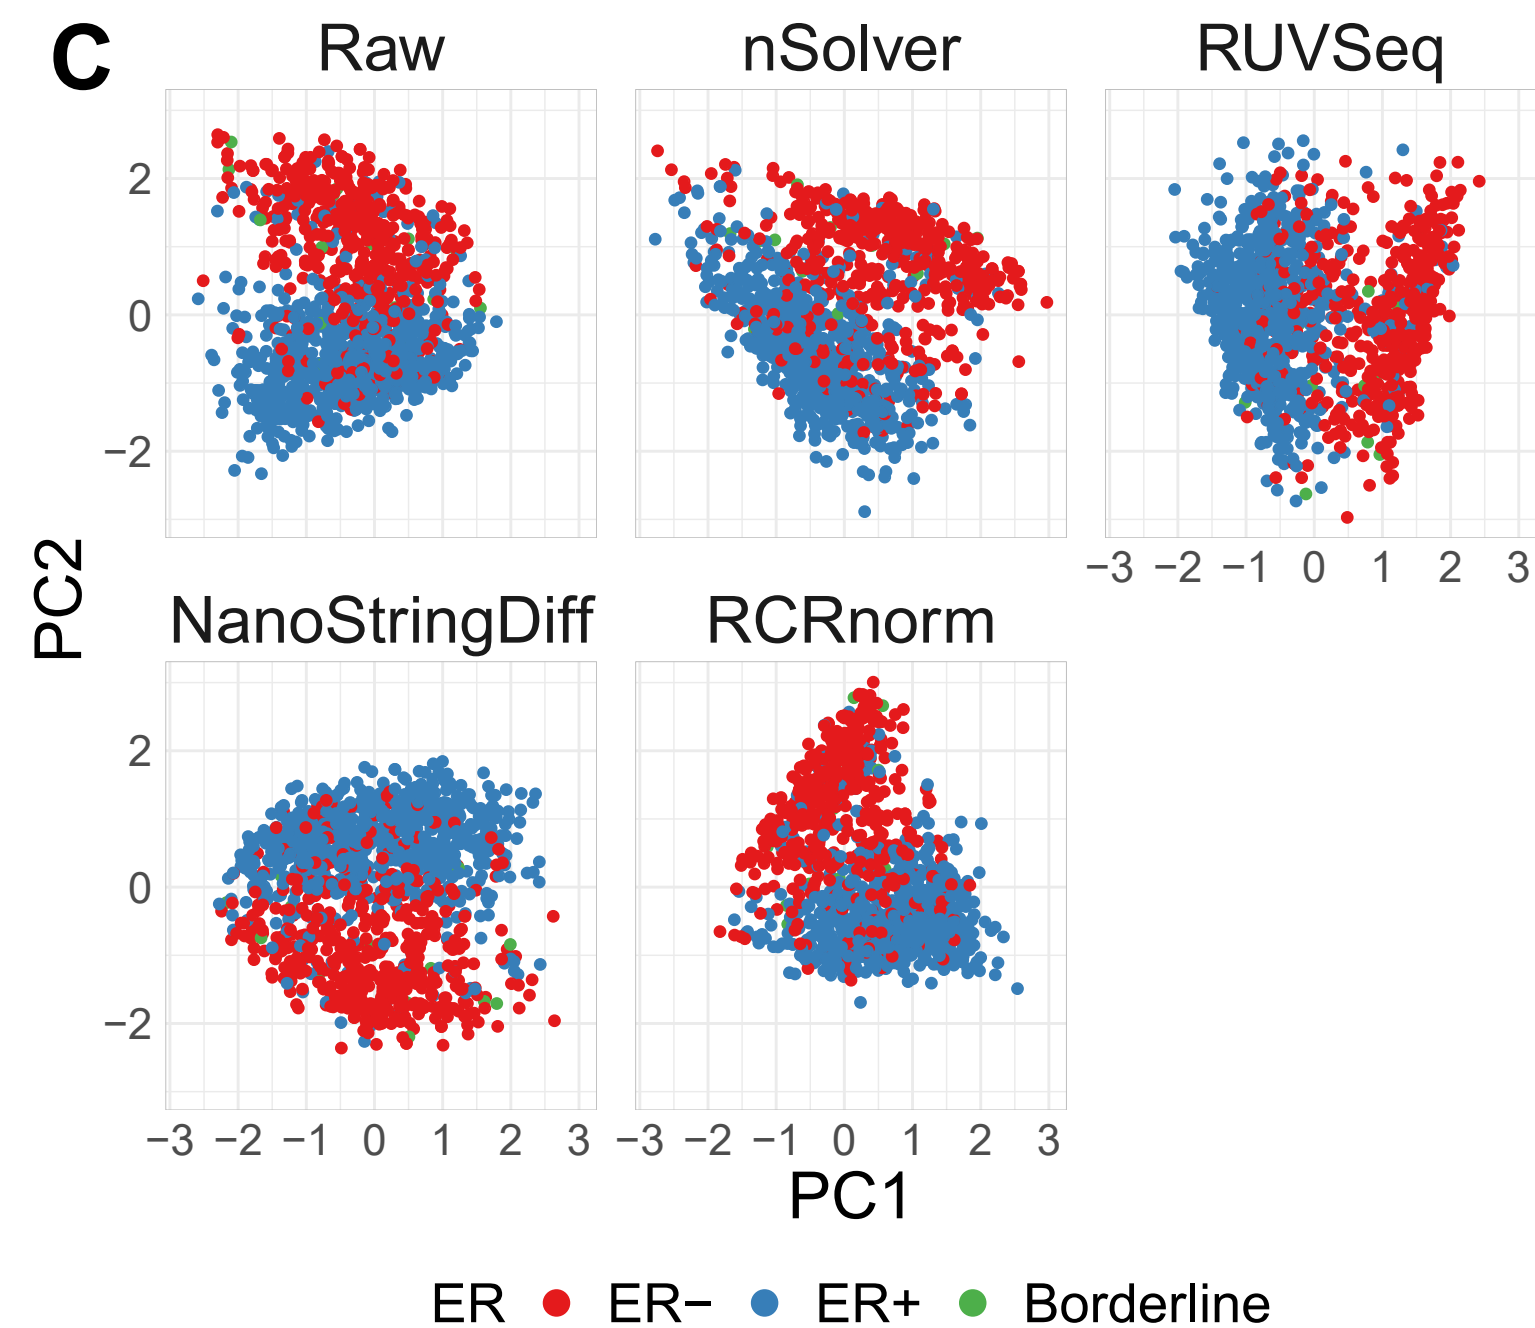 C
Raw nSolver RUVSeq
2
0
−2
−3 −2 −1 0 1 2 3
PC2
NanoStringDiff RCRnorm
2
0
−2
−3 −2 −1 0 1 2 3 −3 −2 −1 0 1 2 3
PC1
ER ER− ER+ Borderline